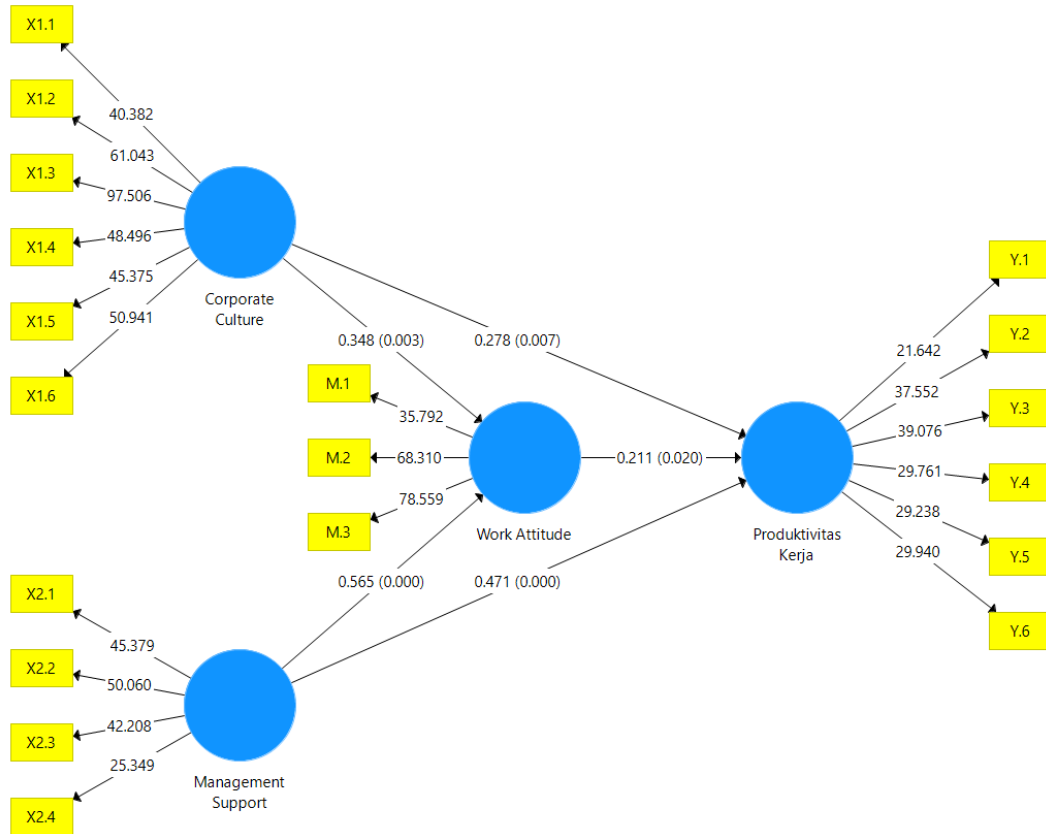 X1.1
X1.2
X1.3
X1.4
X1.5
X1.6
40.382
61.043
97.506
48.496
45.375
50.941
Corporate
Culture
0.348 (0.003)
0.278 (0.007)
M.1
M.2
M.3
35.792
68.310
78.559
Work Attitude
0.211 (0.020)
Produktivitas
Kerja
21.642
37.552
39.076
29.761
29.238
29.940
Y.1
Y.2
Y.3
Y.4
Y.5
Y.6
0.565 (0.000)
0.471 (0.000)
X2.1
X2.2
X2.3
X2.4
45.379
50.060
42.208
25.349
Management
Support